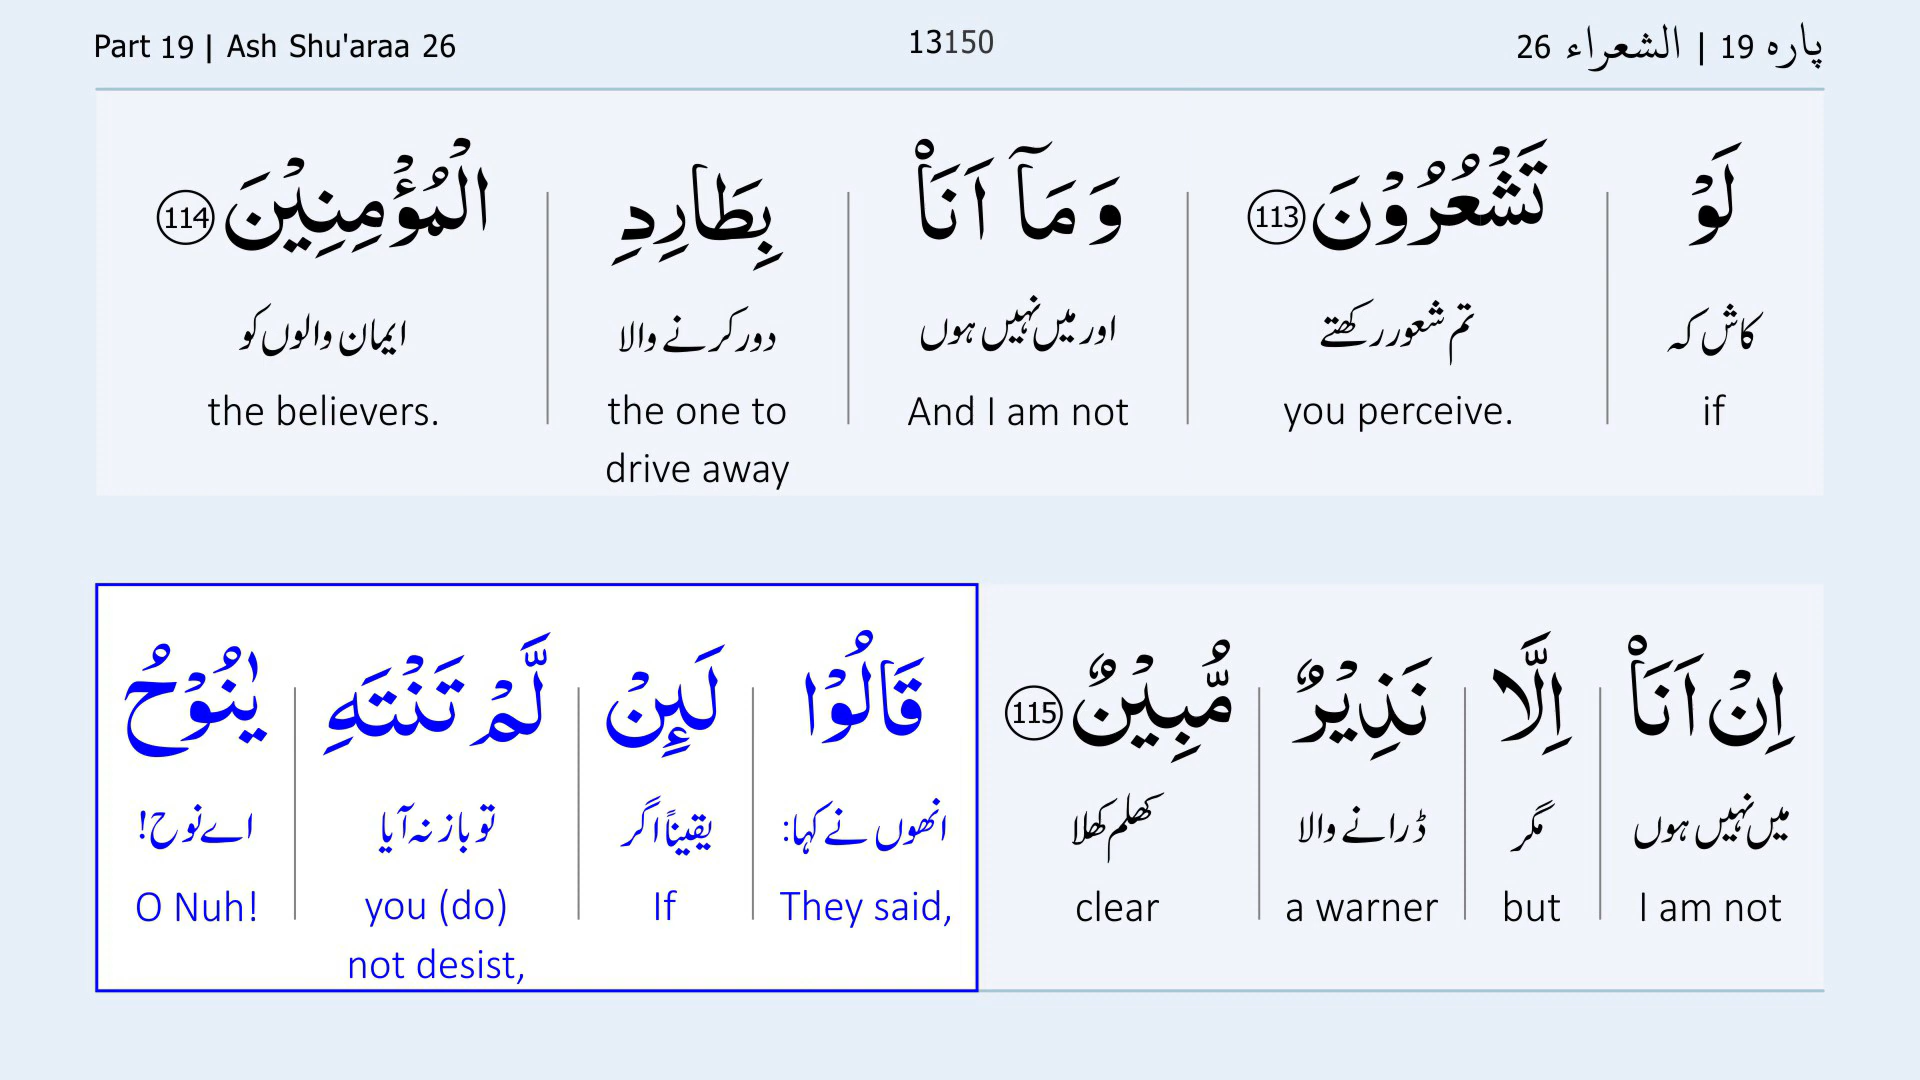 Part 19 | Ash Shu'araa 26 13150 پارہ 19 | الشعراء 26
لَوْ تَشْعُرُوْنَ 113 وَمَآ اَنَا۠ بِطَارِدِ الْمُؤْمِنِيْنَ 114
کاش کہ تم شعور رکھتے اور میں نہیں ہوں دور کرنے والا ایمان والوں کو
if you perceive. And I am not the one to the believers.
drive away
اِنْ اَنَا۠ اِلَّا نَذِيْرٌ مُّبِيْنٌ 115 قَالُوْا لَىِٕنْ لَّمْ تَنْتَهِ يٰنُوْحُ
میں نہیں ہوں مگر ڈرانے والا کھلم کھلا انھوں نے کہا: یقیناً اگر تو باز نہ آیا اے نوح!
I am not but a warner clear They said, If you (do) O Nuh!
not desist,